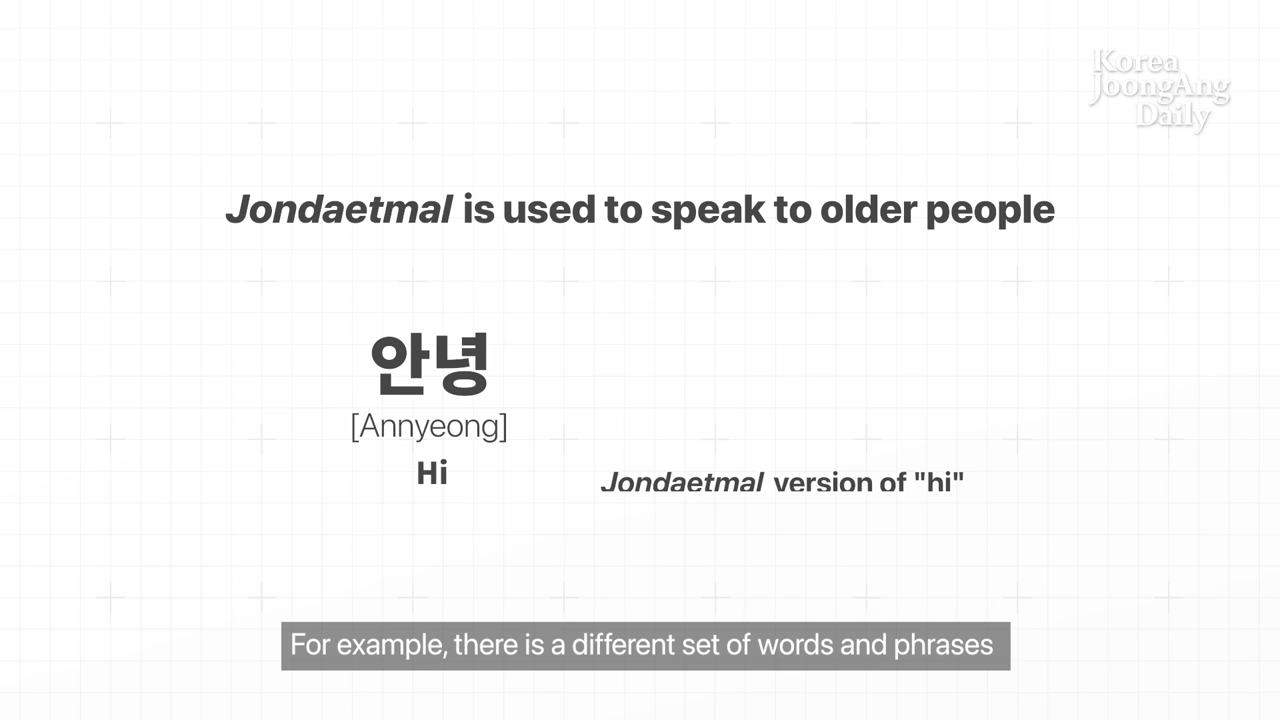 Korea
JoongAng
Daily
Jondaetmal is used to speak to older people
안녕
[Annyeong]
Hi
Jondaetmal version of "hi"
For example, there is a different set of words and phrases